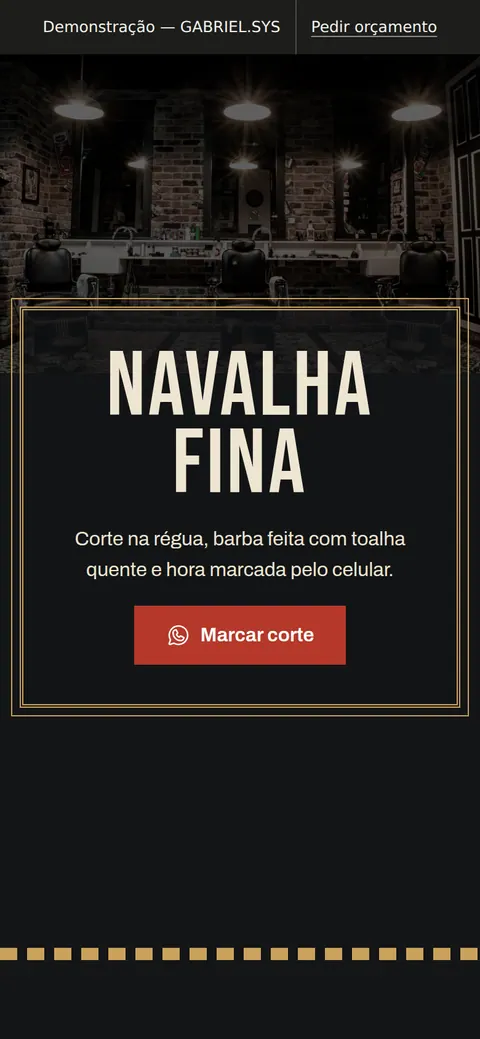 Demonstração — GABRIEL.SYS
Pedir orçamento
NAVALHA
FINA
Corte na régua, barba feita com toalha
quente e hora marcada pelo celular.
Marcar corte